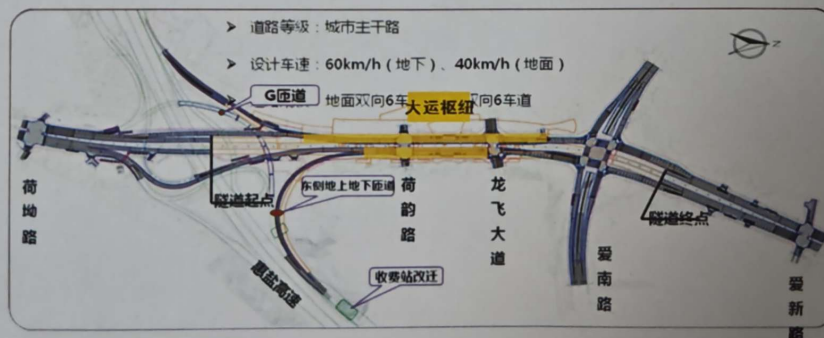 ➤ 道路等级：城市主干路
➤ 设计车速：60km/h（地下）、40km/h（地面）
地面双向6车
双向6车道
G匝道
大运枢纽
N
荷坳路
隧道起点
东侧地上地下匝道
荷韵路
龙飞大道
爱南路
隧道终点
爱新路
惠盐高速
收费站改迁